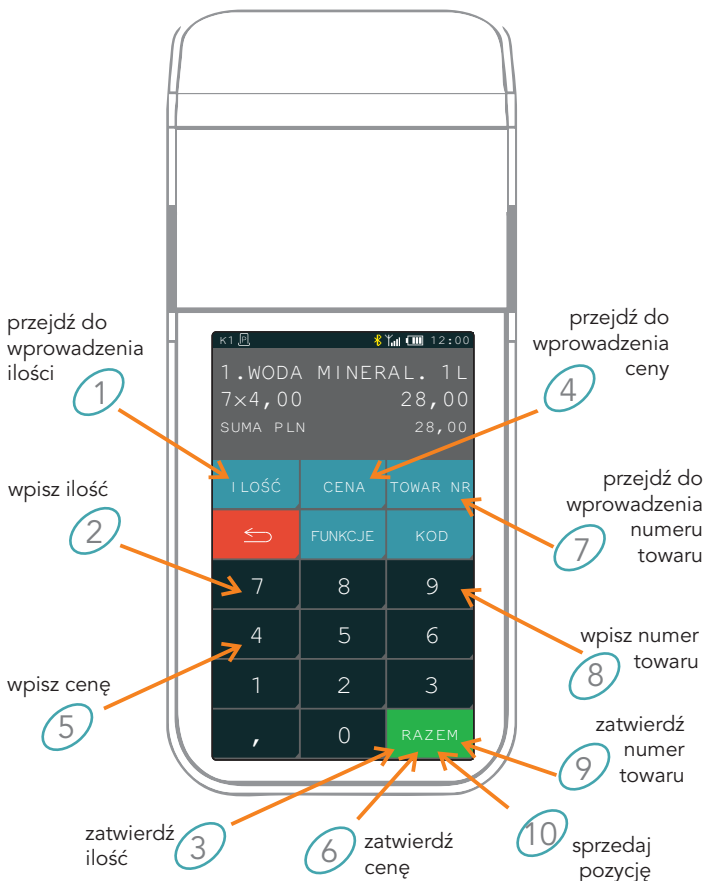 przejdź do
wprowadzenia
ilości
1
przejdź do
wprowadzenia
ceny
4
K1 P 12:00
1.WODA MINERAL. 1L
7×4,00 28,00
SUMA PLN 28,00
ILOŚĆ CENA TOWAR NR
FUNKCJE KOD
7 8 9
4 5 6
1 2 3
, 0 RAZEM
wpisz ilość
2
przejdź do
wprowadzenia
numeru
towaru
7
wpisz numer
towaru
8
wpisz cenę
5
zatwierdź
numer
towaru
9
zatwierdź
ilość
3
6
zatwierdź
cenę
10
sprzedaj
pozycję